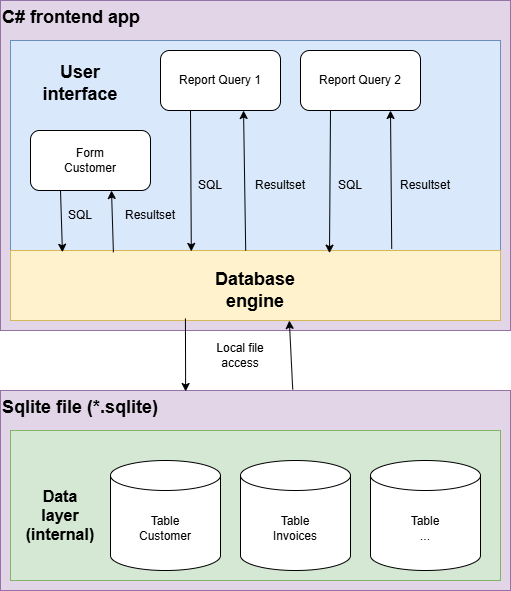 C# frontend app
User
interface
Report Query 1
Report Query 2
Form
Customer
SQL
Resultset
SQL
Resultset
SQL
Resultset
Database
engine
Local file
access
Sqlite file (*.sqlite)
Data
layer
(internal)
Table
Customer
Table
Invoices
Table
...